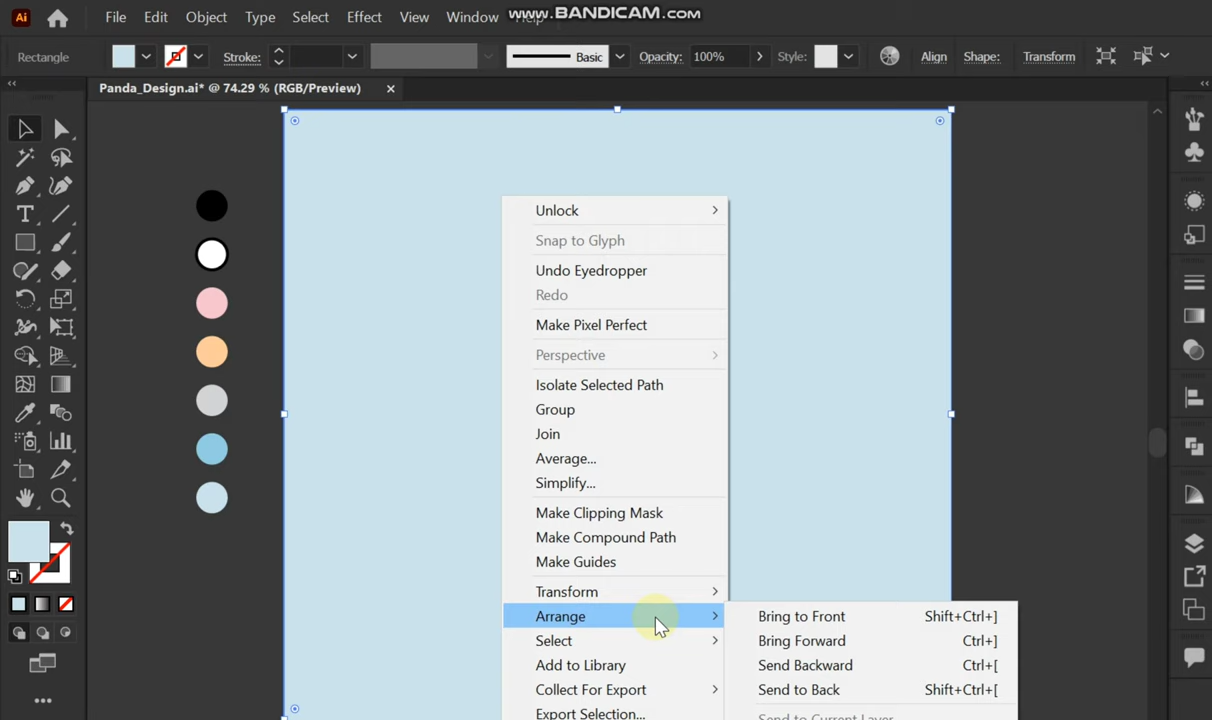 Ai File Edit Object Type Select Effect View Window
www.BANDICAM.com
Rectangle Stroke: Basic Opacity: 100% Style: Align Shape: Transform
Panda_Design.ai* @ 74.29 % (RGB/Preview)
Unlock
Snap to Glyph
Undo Eyedropper
Redo
Make Pixel Perfect
Perspective
Isolate Selected Path
Group
Join
Average...
Simplify...
Make Clipping Mask
Make Compound Path
Make Guides
Transform
Arrange
Select
Add to Library
Collect For Export
Export Selection...
Bring to Front Shift+Ctrl+]
Bring Forward Ctrl+]
Send Backward Ctrl+[
Send to Back Shift+Ctrl+[
Send to Current Layer